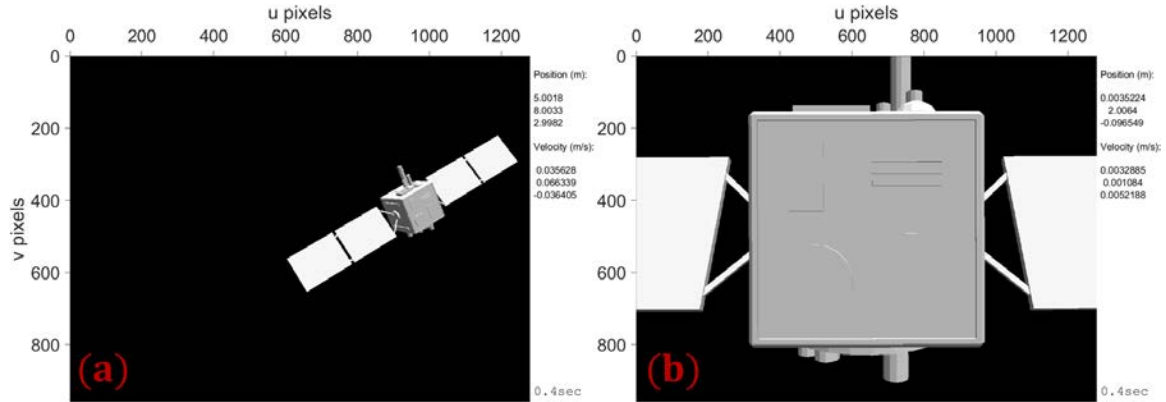 u pixels
0 200 400 600 800 1000 1200
0
200
400
600
800
v pixels
Position (m):
5.0018
8.0033
2.9982
Velocity (m/s):
0.035628
0.066339
-0.036405
(a)
0.4sec
u pixels
0 200 400 600 800 1000 1200
0
200
400
600
800
Position (m):
0.0035224
2.0064
-0.096549
Velocity (m/s):
0.0032885
0.001084
0.0052188
(b)
0.4sec